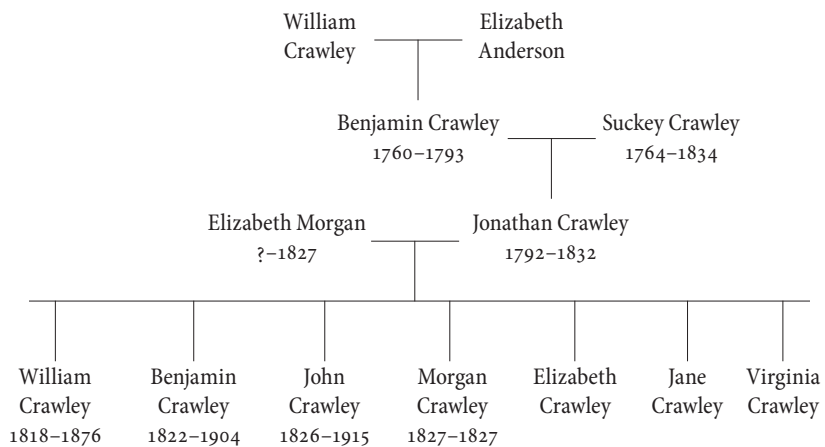 William Crawley
Elizabeth Anderson
Benjamin Crawley
1760–1793
Suckey Crawley
1764–1834
Elizabeth Morgan
?–1827
Jonathan Crawley
1792–1832
William Crawley
1818–1876
Benjamin Crawley
1822–1904
John Crawley
1826–1915
Morgan Crawley
1827–1827
Elizabeth Crawley
Jane Crawley
Virginia Crawley